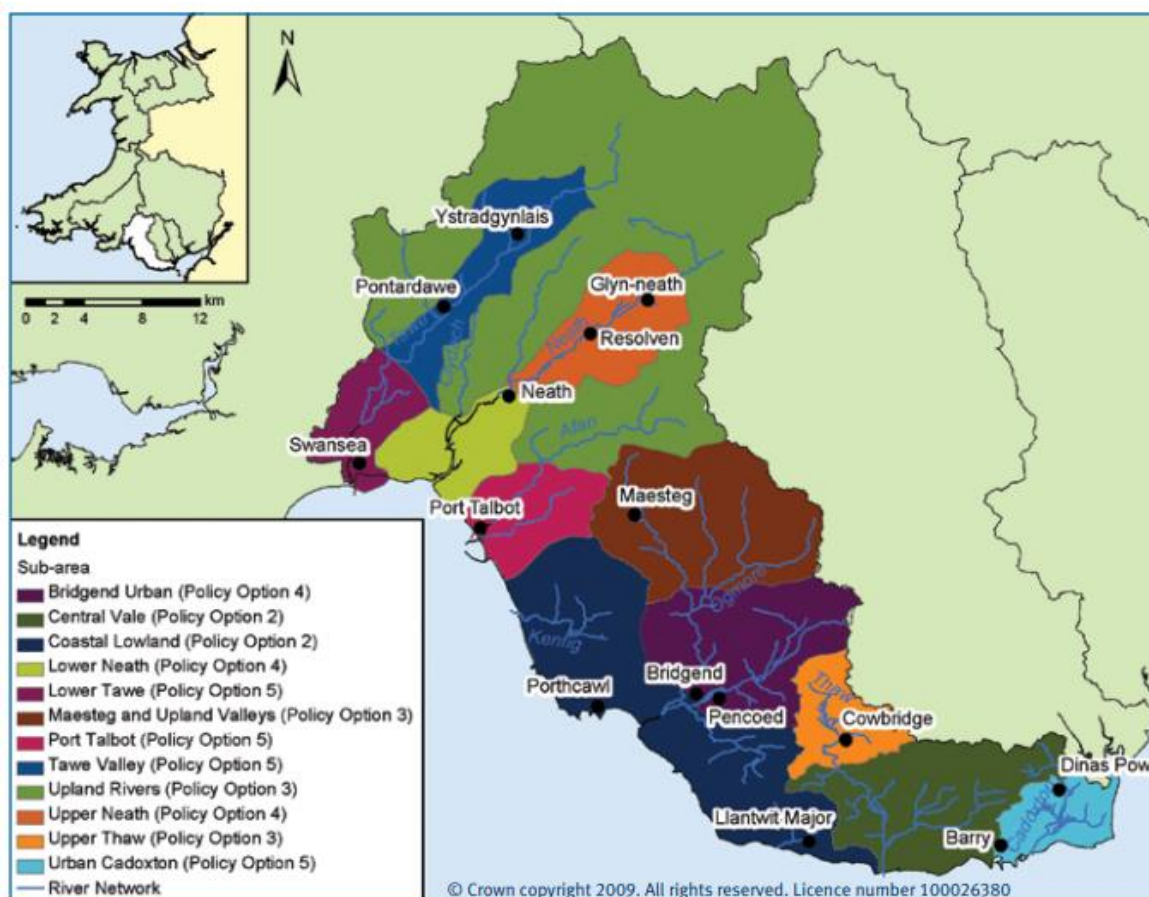 N
km
0 2 4 8 12
Ystradgynlais
Pontardawe
Glyn-neath
Tawe
Neath
Resolven
Neath
Afan
Swansea
Port Talbot
Maesteg
Ogmore
Kenfig
Bridgend
Porthcawl
Pencoed
Thaw
Cowbridge
Dinas Pow
Llantwit Major
Barry
Cadoxton
Legend
Sub-area
Bridgend Urban (Policy Option 4)
Central Vale (Policy Option 2)
Coastal Lowland (Policy Option 2)
Lower Neath (Policy Option 4)
Lower Tawe (Policy Option 5)
Maesteg and Upland Valleys (Policy Option 3)
Port Talbot (Policy Option 5)
Tawe Valley (Policy Option 5)
Upland Rivers (Policy Option 3)
Upper Neath (Policy Option 4)
Upper Thaw (Policy Option 3)
Urban Cadoxton (Policy Option 5)
River Network
© Crown copyright 2009. All rights reserved. Licence number 100026380